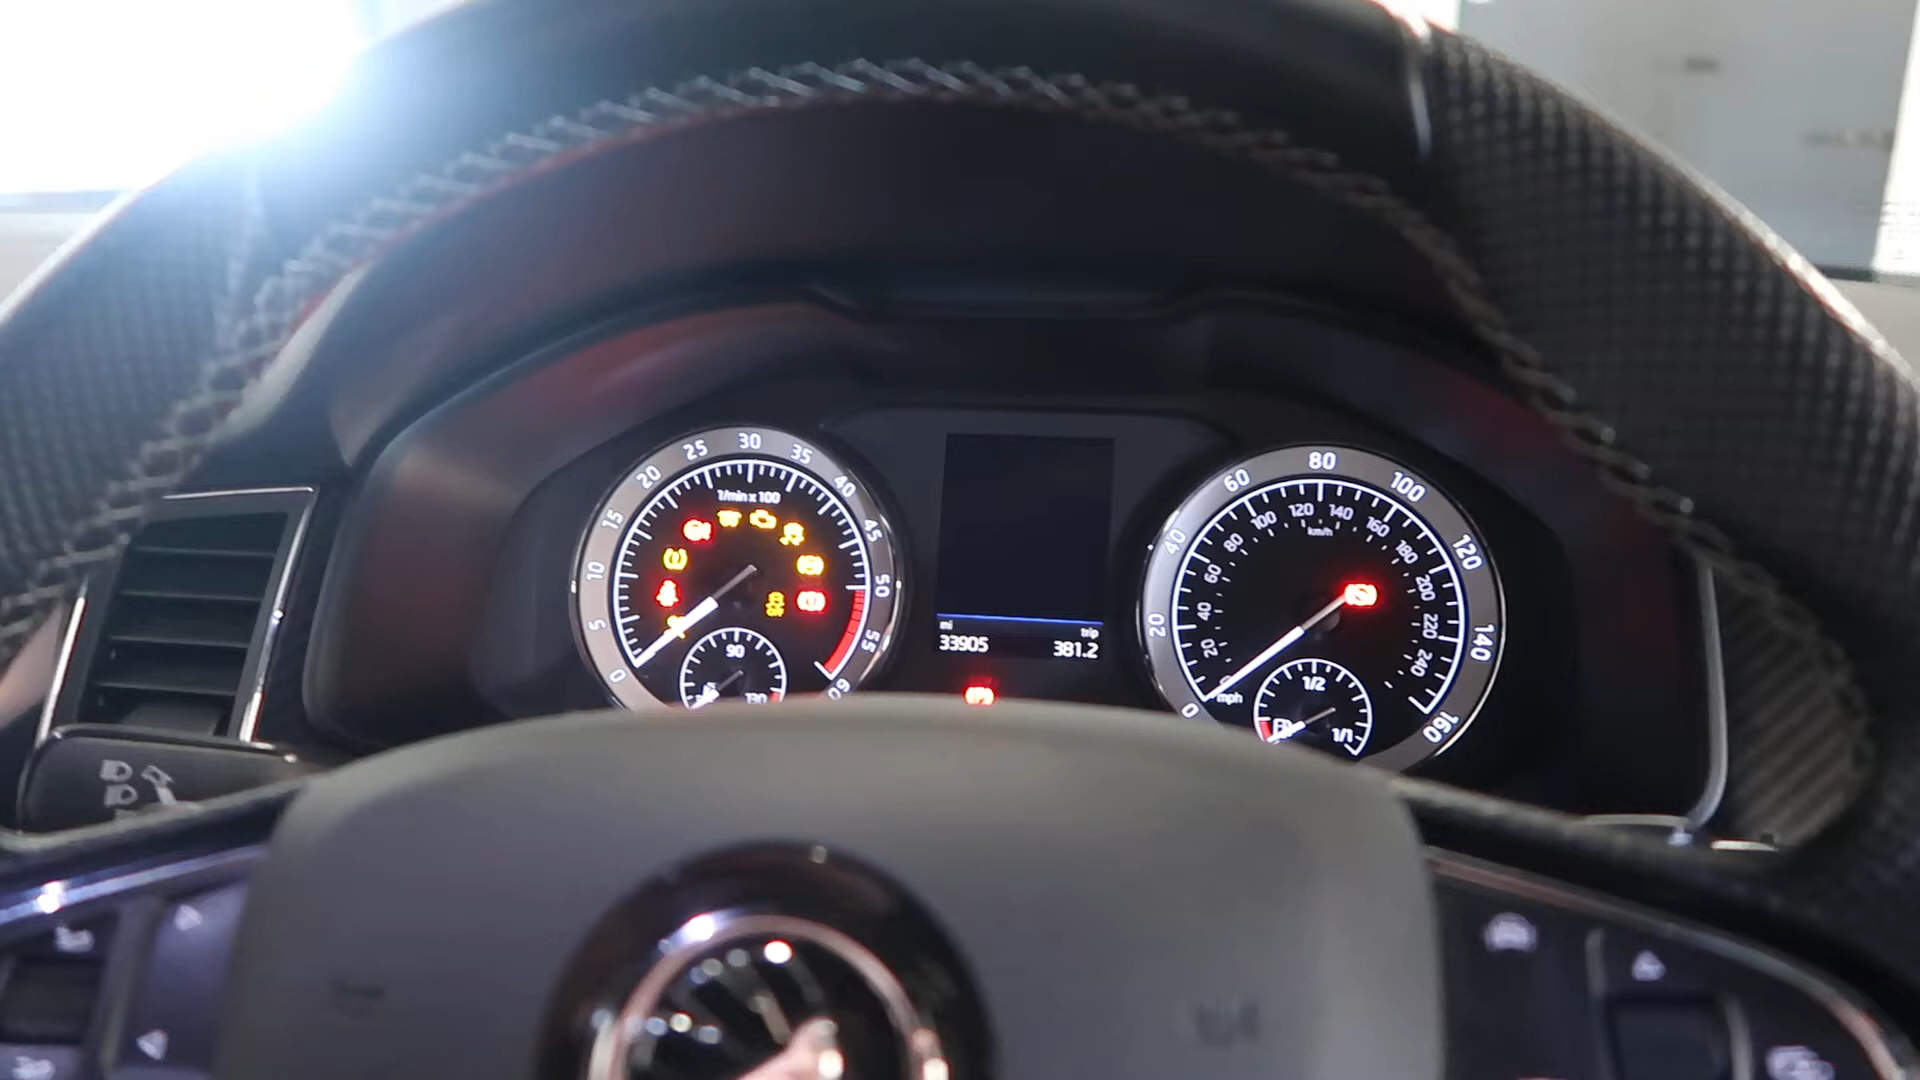 0 5 10 15 20 25 30 35 40 45 50 55 60
1/min x 100
90
130
mi trip
33905 381.2
0 20 40 60 80 100 120 140 160
20 40 60 80 100 120 140 160 180 200 220 240
km/h
mph
1/2
1/1